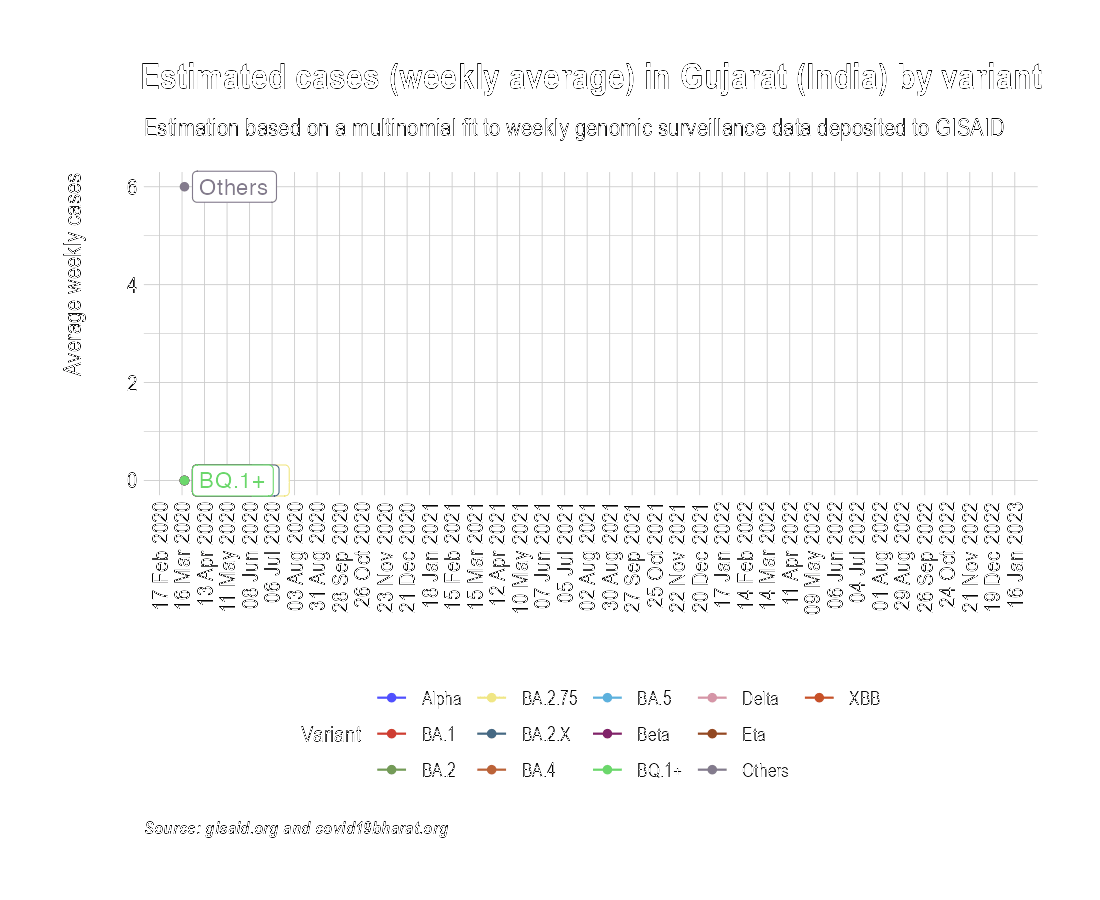 Estimated cases (weekly average) in Gujarat (India) by variant
Estimation based on a multinomial fit to weekly genomic surveillance data deposited to GISAID
Average weekly cases
6
4
2
0
Others
BQ.1+
17 Feb 2020
16 Mar 2020
13 Apr 2020
11 May 2020
08 Jun 2020
06 Jul 2020
03 Aug 2020
31 Aug 2020
28 Sep 2020
26 Oct 2020
23 Nov 2020
21 Dec 2020
18 Jan 2021
15 Feb 2021
15 Mar 2021
12 Apr 2021
10 May 2021
07 Jun 2021
05 Jul 2021
02 Aug 2021
30 Aug 2021
27 Sep 2021
25 Oct 2021
22 Nov 2021
20 Dec 2021
17 Jan 2022
14 Feb 2022
14 Mar 2022
11 Apr 2022
09 May 2022
06 Jun 2022
04 Jul 2022
01 Aug 2022
29 Aug 2022
26 Sep 2022
24 Oct 2022
21 Nov 2022
19 Dec 2022
16 Jan 2023
Variant
Alpha
BA.1
BA.2
BA.2.75
BA.2.X
BA.4
BA.5
Beta
BQ.1+
Delta
Eta
Others
XBB
Source: gisaid.org and covid19bharat.org